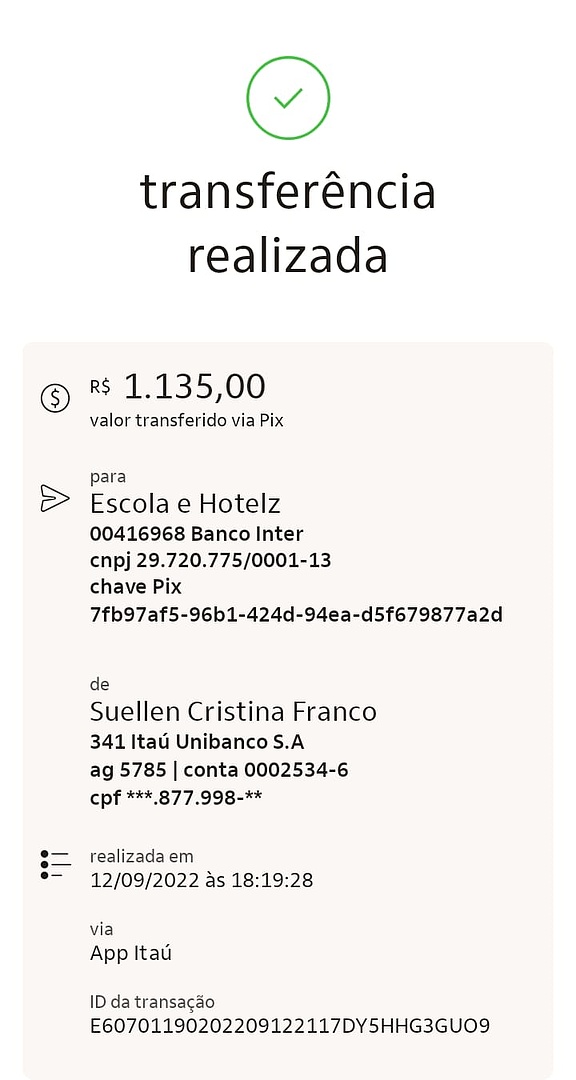 transferência
realizada
R$ 1.135,00
valor transferido via Pix
para
Escola e Hotelz
00416968 Banco Inter
cnpj 29.720.775/0001-13
chave Pix
7fb97af5-96b1-424d-94ea-d5f679877a2d
de
Suellen Cristina Franco
341 Itaú Unibanco S.A
ag 5785 | conta 0002534-6
cpf ***.877.998-**
realizada em
12/09/2022 às 18:19:28
via
App Itaú
ID da transação
E60701190202209122117DY5HHG3GUO9